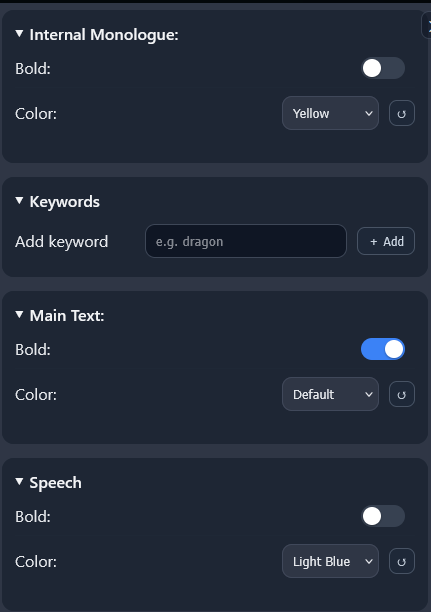 Internal Monologue:
Bold:
Color: Yellow
Keywords
Add keyword e.g. dragon + Add
Main Text:
Bold:
Color: Default
Speech
Bold:
Color: Light Blue